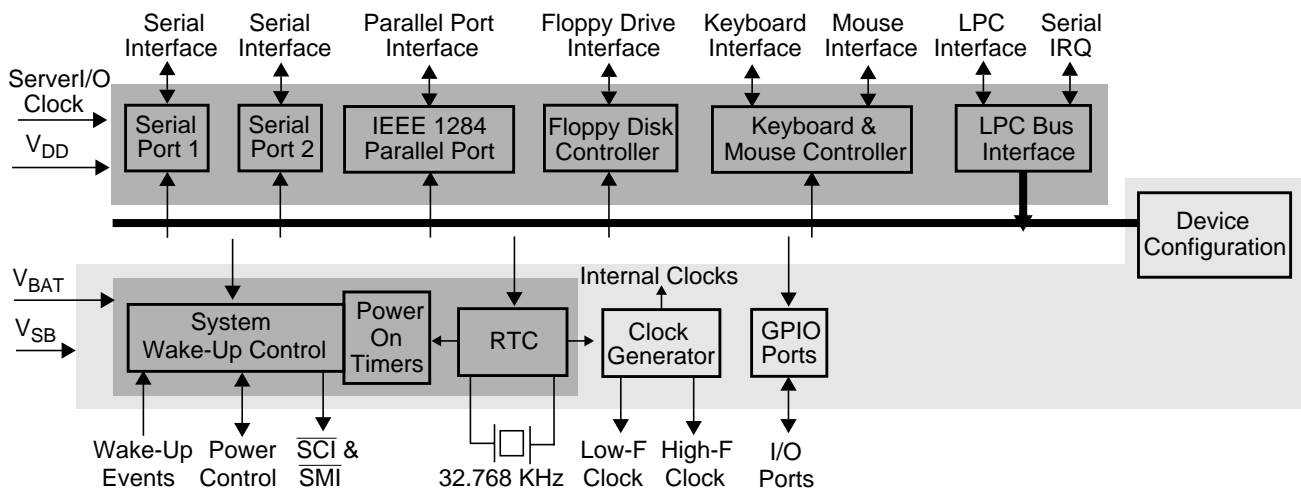 Serial
Interface
Serial
Interface
Parallel Port
Interface
Floppy Drive
Interface
Keyboard
Interface
Mouse
Interface
LPC
Interface
Serial
IRQ
ServerI/O
Clock
VDD
Serial
Port 1
Serial
Port 2
IEEE 1284
Parallel Port
Floppy Disk
Controller
Keyboard &
Mouse Controller
LPC Bus
Interface
Device
Configuration
VBAT
VSB
System
Wake-Up Control
Power
On
Timers
RTC
Internal Clocks
Clock
Generator
GPIO
Ports
Wake-Up
Events
Power
Control
SCI &
SMI
32.768 KHz
Low-F
Clock
High-F
Clock
I/O
Ports